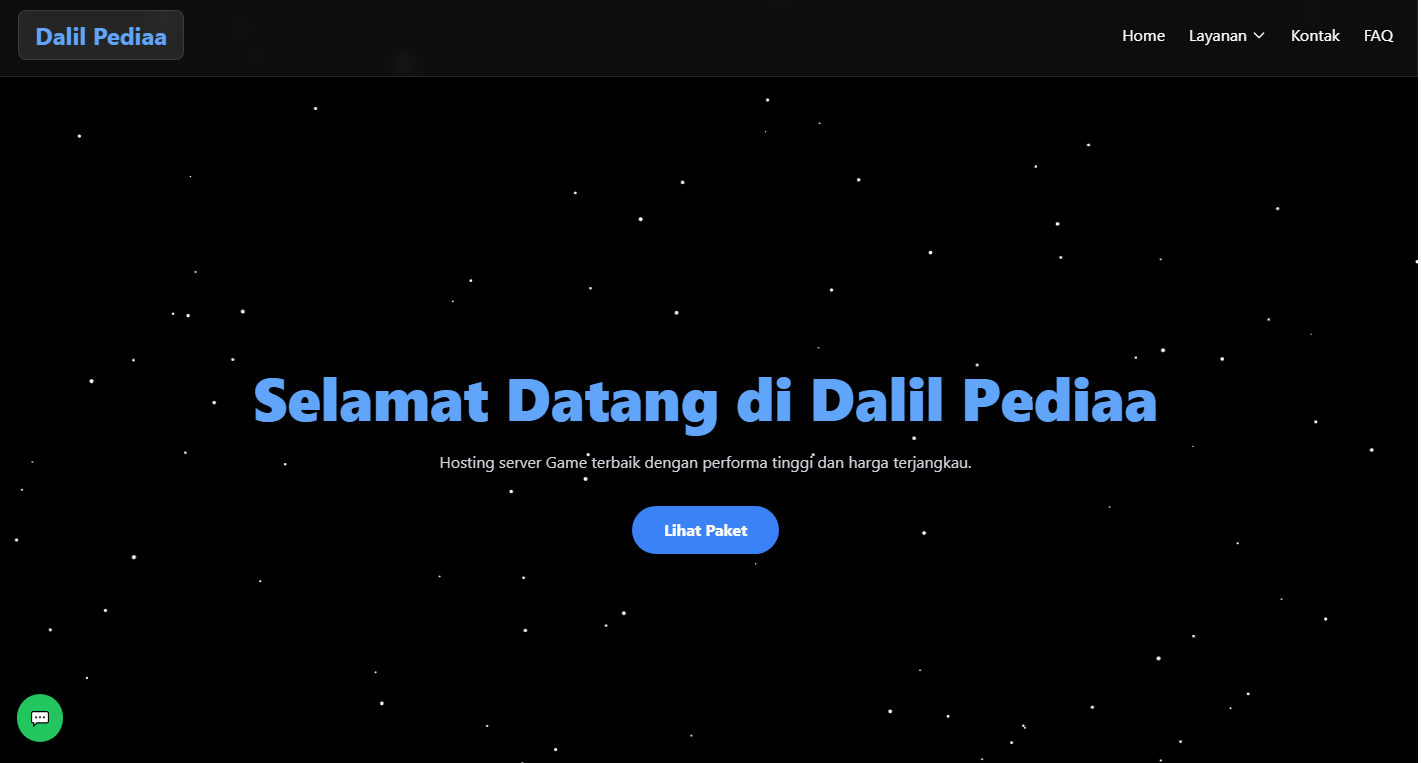 Dalil Pediaa
Home
Layanan
Kontak
FAQ
Selamat Datang di Dalil Pediaa
Hosting server Game terbaik dengan performa tinggi dan harga terjangkau.
Lihat Paket